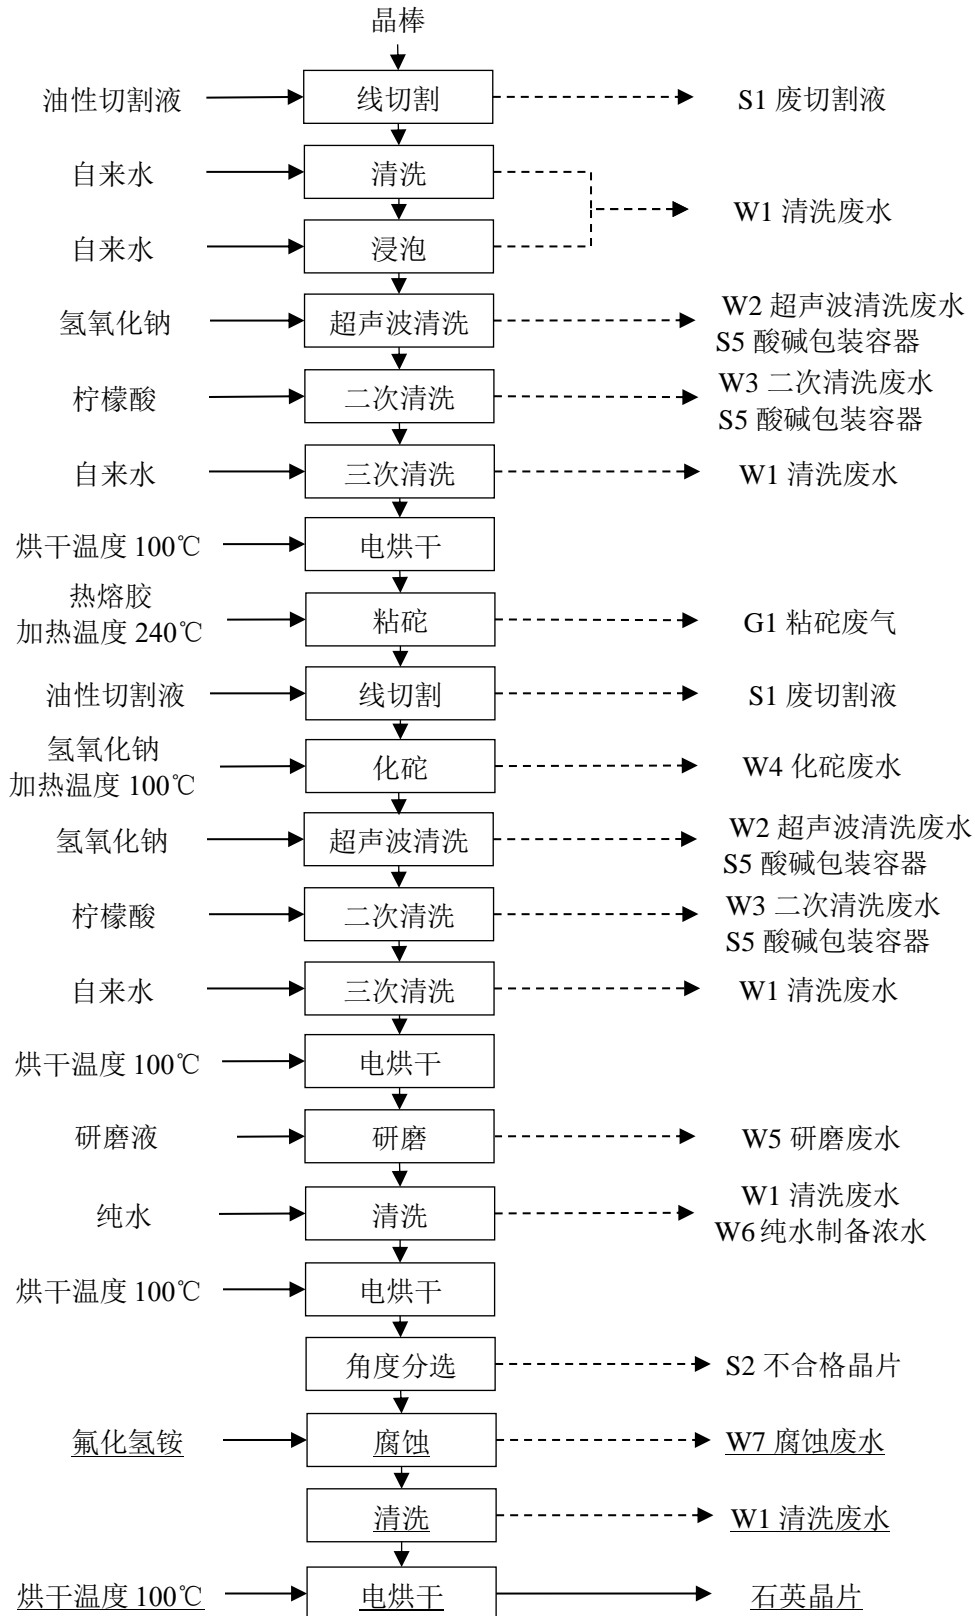 晶棒
油性切割液 线切割 S1 废切割液
自来水 清洗
W1 清洗废水
自来水 浸泡
氢氧化钠 超声波清洗 W2 超声波清洗废水
S5 酸碱包装容器
柠檬酸 二次清洗 W3 二次清洗废水
S5 酸碱包装容器
自来水 三次清洗 W1 清洗废水
烘干温度 100℃ 电烘干
热熔胶
加热温度 240℃ 粘砣 G1 粘砣废气
油性切割液 线切割 S1 废切割液
氢氧化钠
加热温度 100℃ 化砣 W4 化砣废水
氢氧化钠 超声波清洗 W2 超声波清洗废水
S5 酸碱包装容器
柠檬酸 二次清洗 W3 二次清洗废水
S5 酸碱包装容器
自来水 三次清洗 W1 清洗废水
烘干温度 100℃ 电烘干
研磨液 研磨 W5 研磨废水
纯水 清洗 W1 清洗废水
W6 纯水制备浓水
烘干温度 100℃ 电烘干
角度分选 S2 不合格晶片
氟化氢铵 腐蚀 W7 腐蚀废水
清洗 W1 清洗废水
烘干温度 100℃ 电烘干 石英晶片